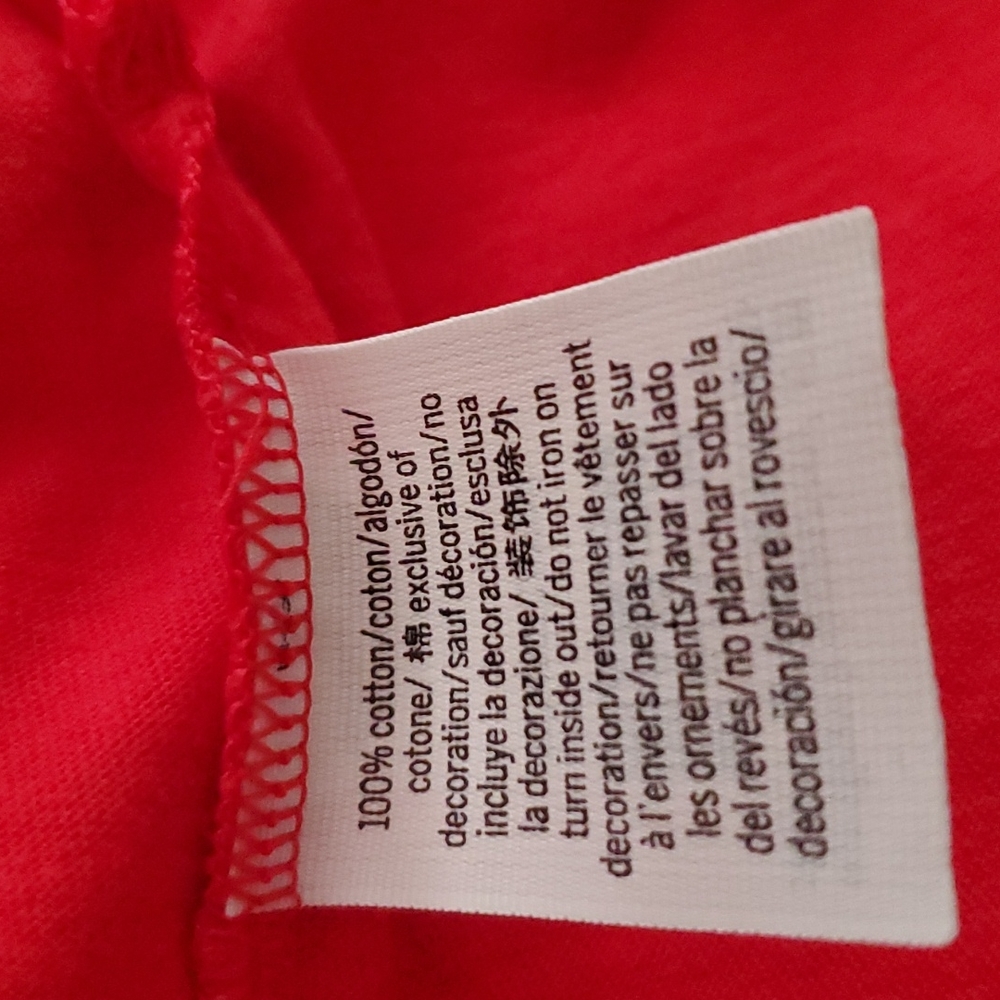 100% cotton/coton/algodón/
cotone/ 棉 exclusive of
decoration/sauf décoration/no
incluye la decoración/esclusa
la decorazione/ 装饰除外
turn inside out/do not iron on
decoration/retourner le vêtement
à l'envers/ne pas repasser sur
les ornements/lavar del lado
del revés/no planchar sobre la
decoración/girare al rovescio/